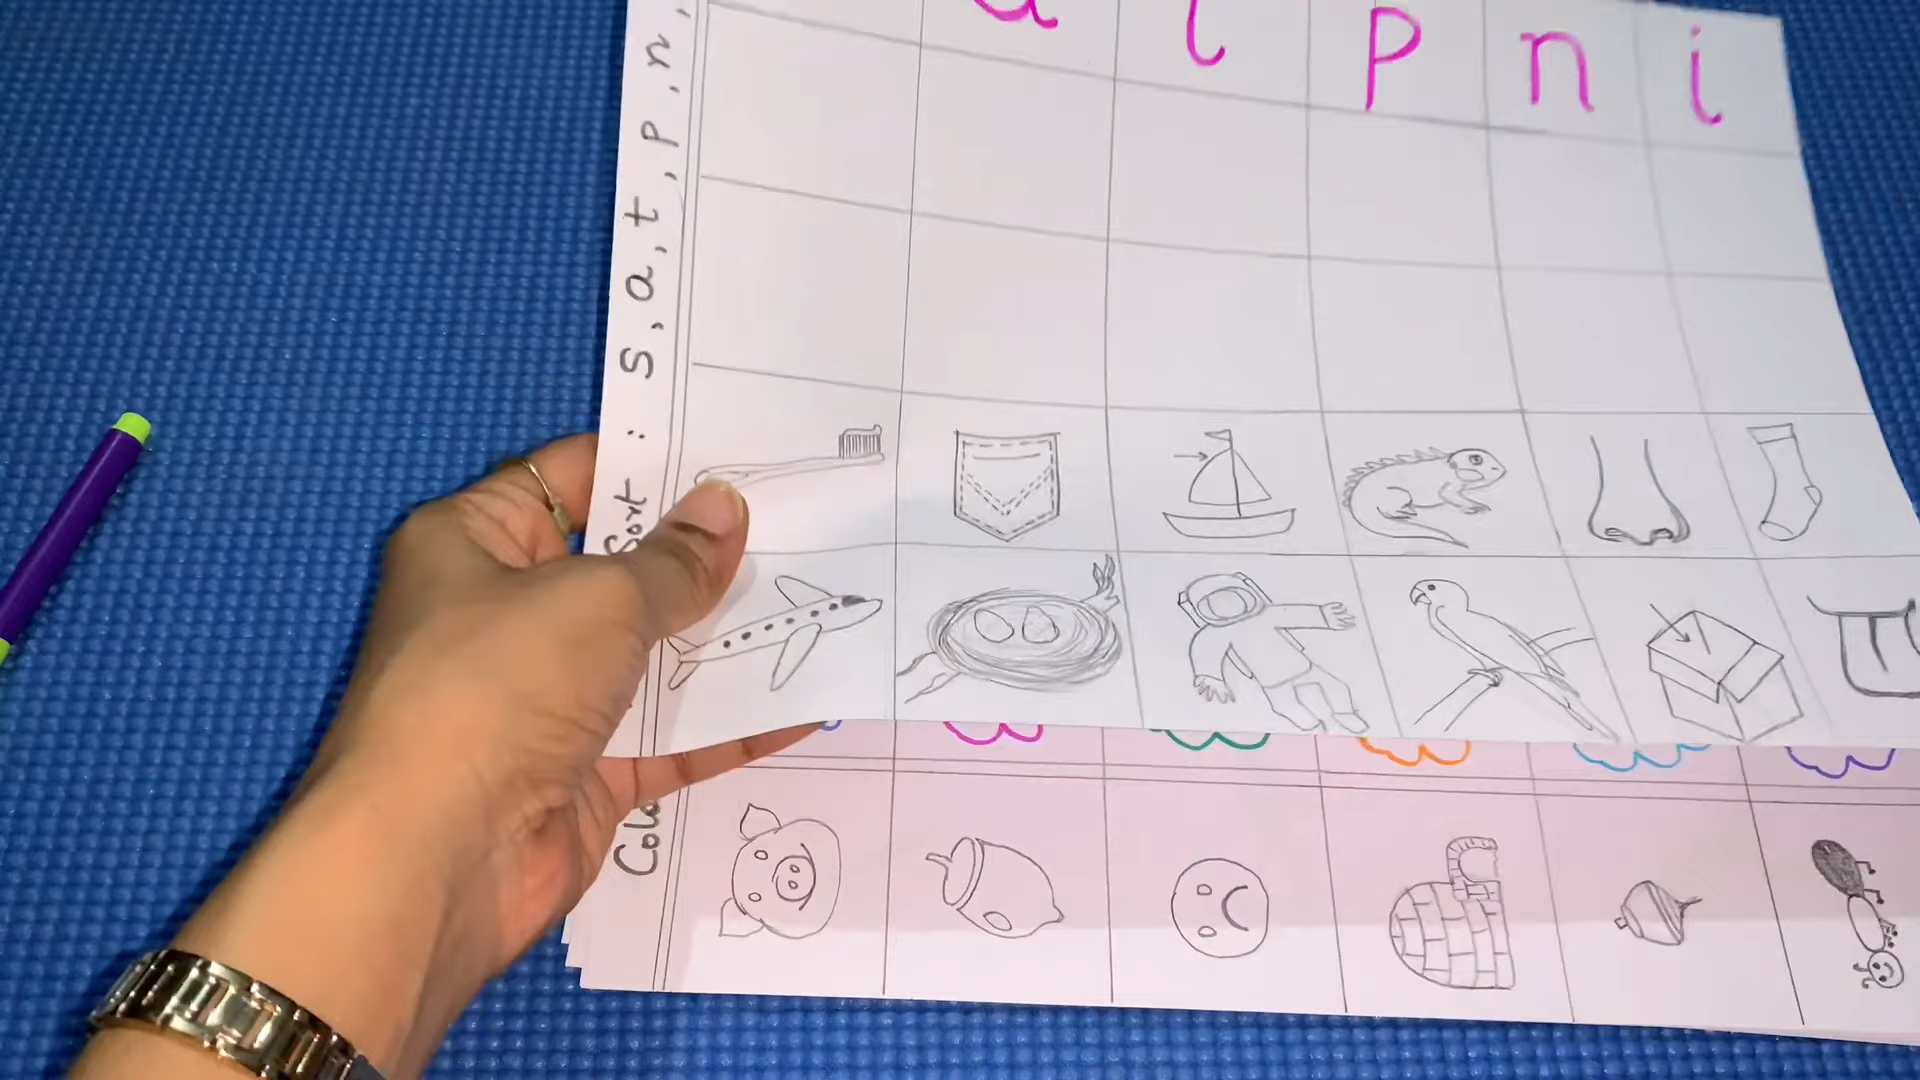 a t p n i
Sort : s, a, t, p, n,
Colo